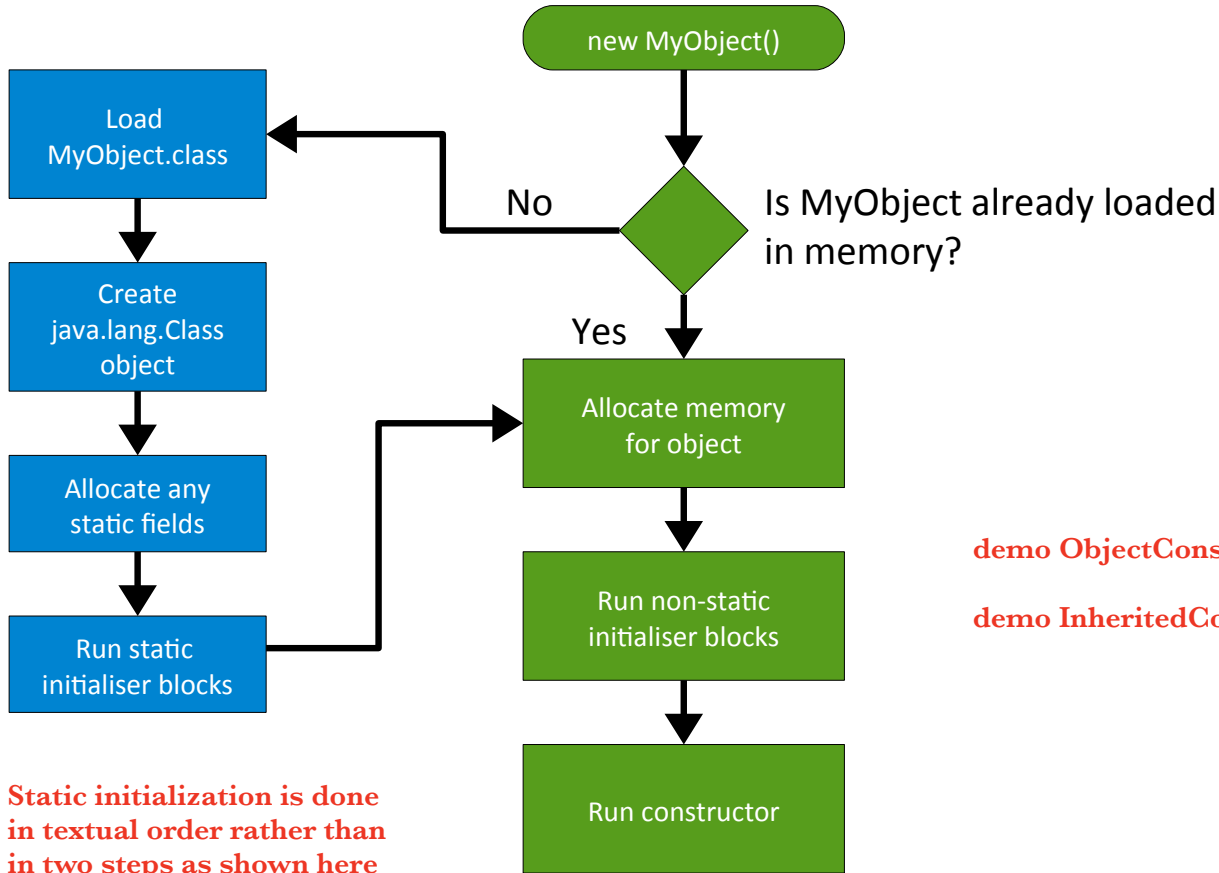 new MyObject()
Load
MyObject.class
No
Is MyObject already loaded
in memory?
Create
java.lang.Class
object
Yes
Allocate memory
for object
Allocate any
static fields
demo
Run non-static
initialiser blocks
demo
Run static
initialiser blocks
Run constructor
Static initialization is done
in textual order rather than
in two steps as shown here